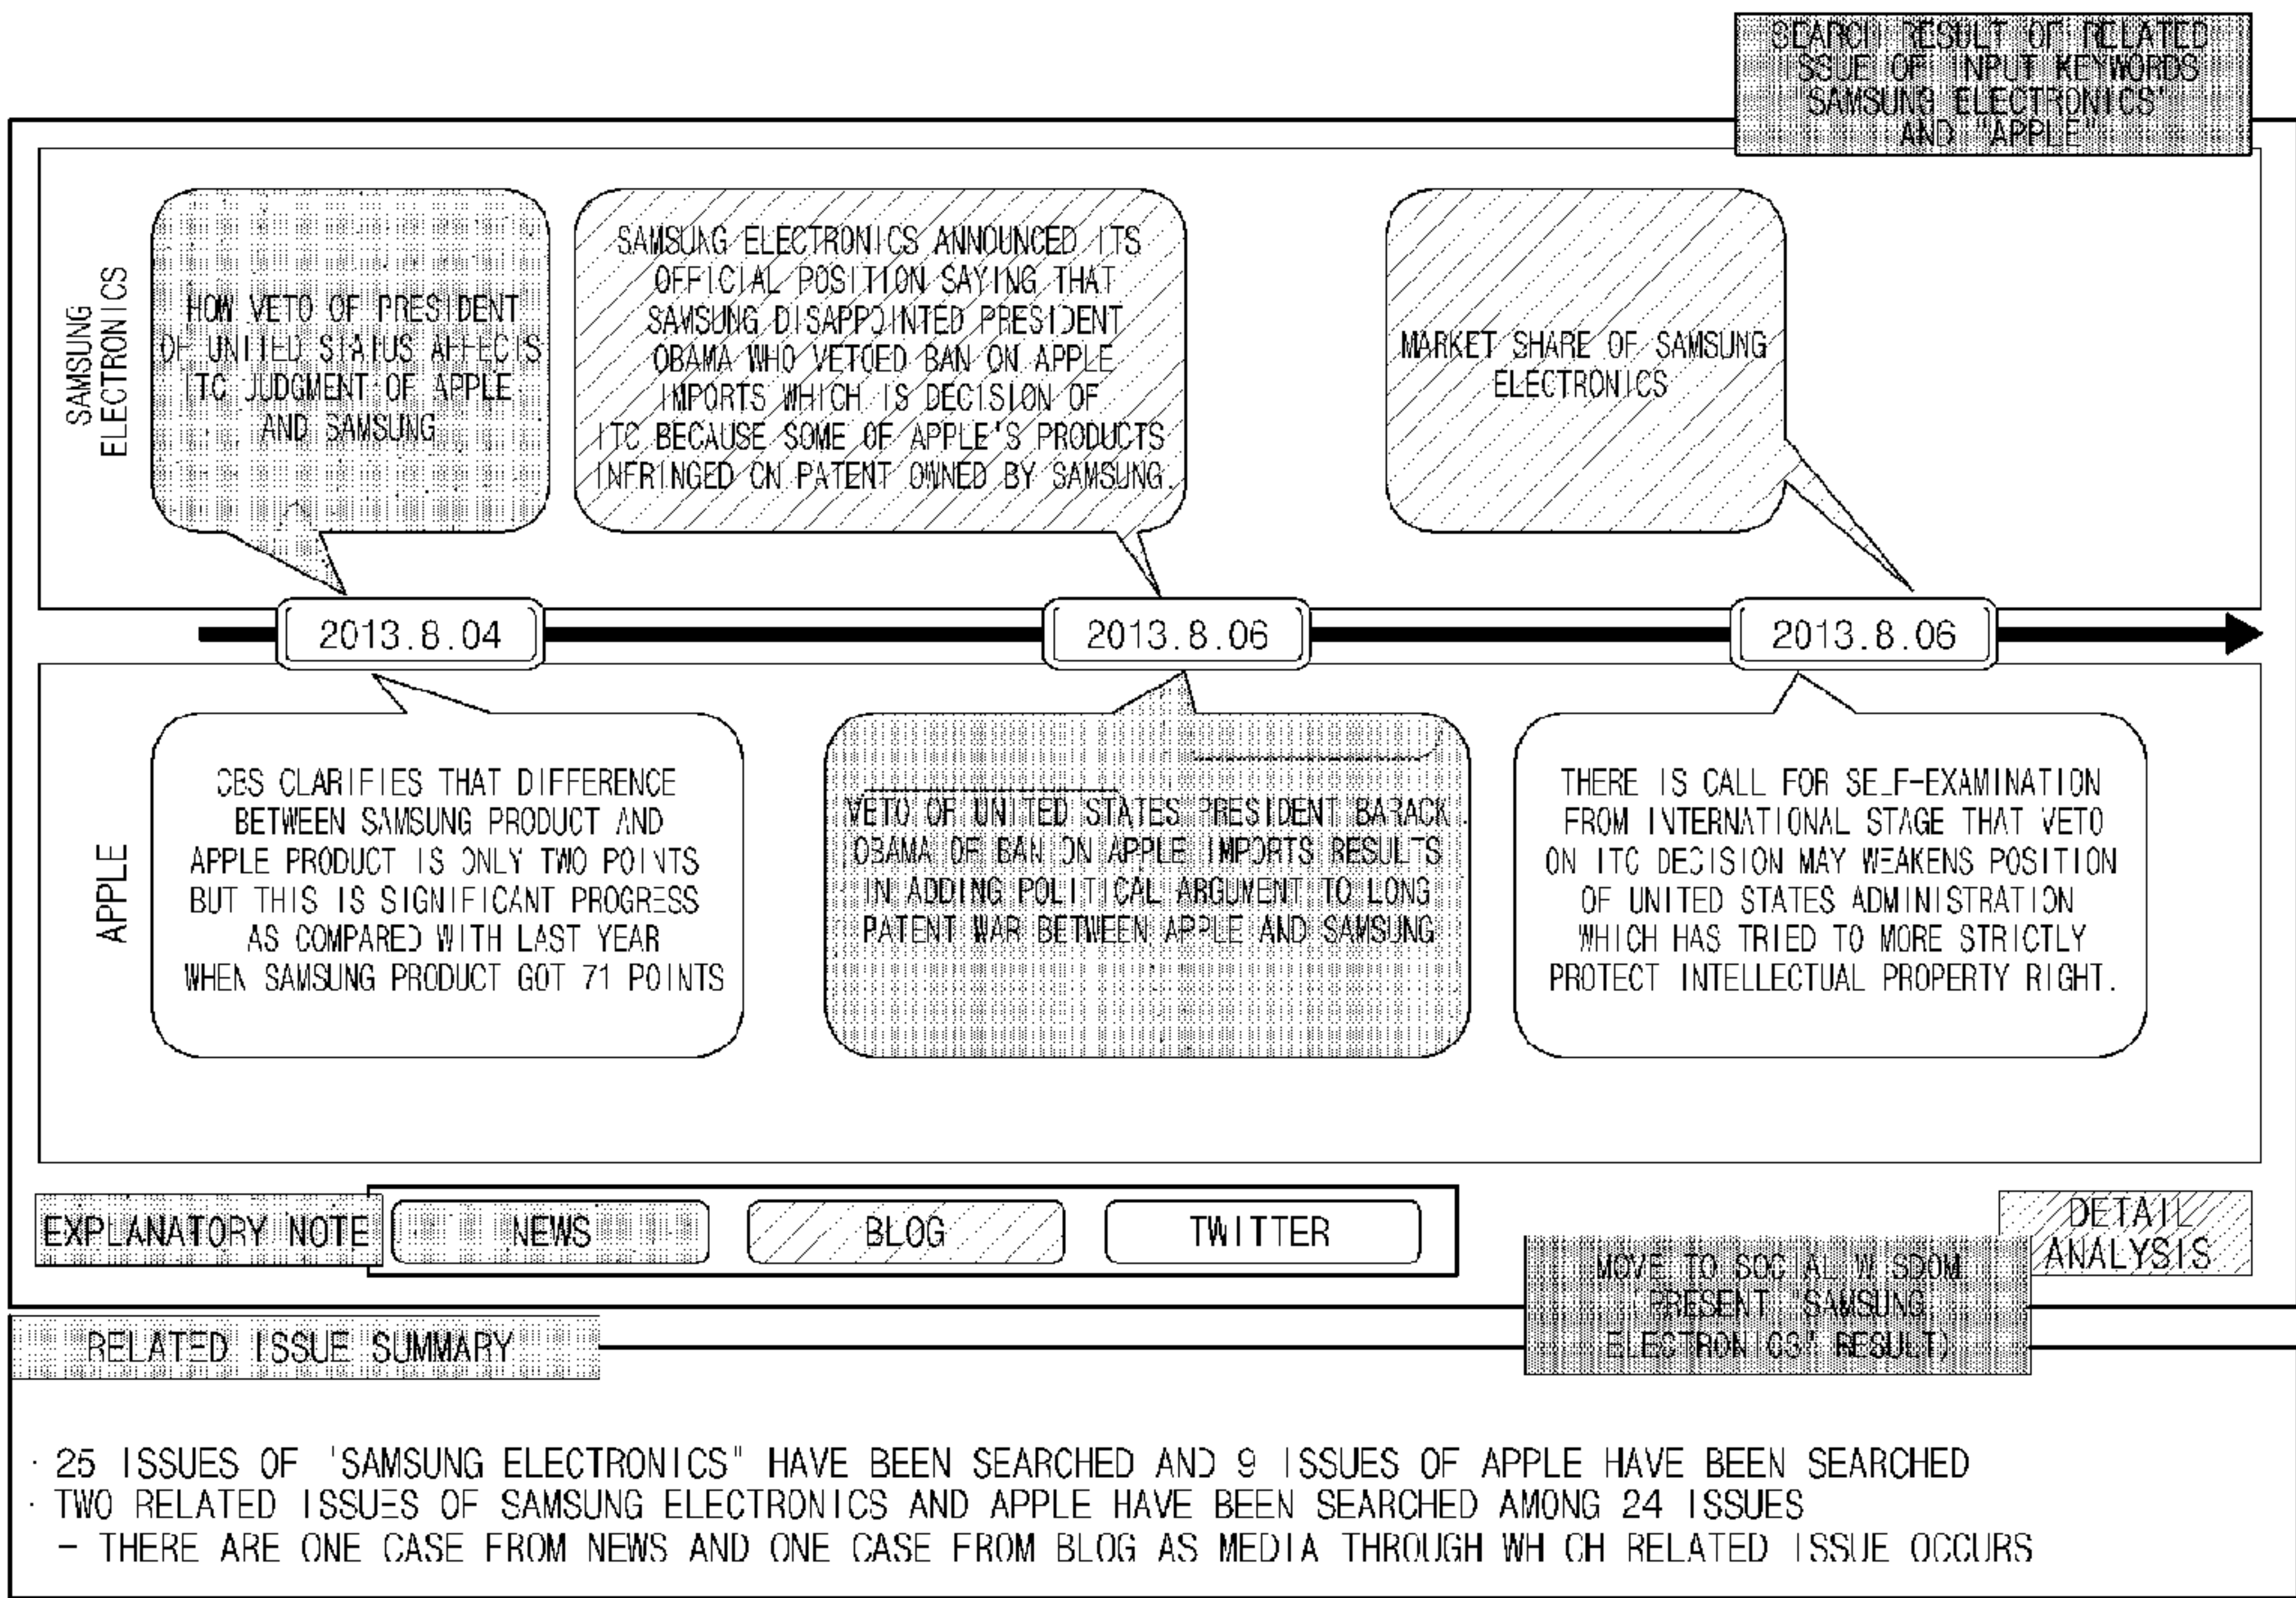 SEARCH RESULT OF RELATED
ISSUE OF INPUT KEYWORDS
"SAMSUNG ELECTRONICS"
AND "APPLE"
SAMSUNG
ELECTRONICS
HOW VETO OF PRESIDENT
OF UNITED STATUS AFFECTS
ITC JUDGMENT OF APPLE
AND SAMSUNG
SAMSUNG ELECTRONICS ANNOUNCED ITS
OFFICIAL POSITION SAYING THAT
SAMSUNG DISAPPOINTED PRESIDENT
OBAMA WHO VETOED BAN ON APPLE
IMPORTS WHICH IS DECISION OF
ITC BECAUSE SOME OF APPLE'S PRODUCTS
INFRINGED ON PATENT OWNED BY SAMSUNG.
MARKET SHARE OF SAMSUNG
ELECTRONICS
2013.8.04
2013.8.06
2013.8.06
APPLE
CBS CLARIFIES THAT DIFFERENCE
BETWEEN SAMSUNG PRODUCT AND
APPLE PRODUCT IS ONLY TWO POINTS
BUT THIS IS SIGNIFICANT PROGRESS
AS COMPARED WITH LAST YEAR
WHEN SAMSUNG PRODUCT GOT 71 POINTS
VETO OF UNITED STATES PRESIDENT BARACK
OBAMA OF BAN ON APPLE IMPORTS RESULTS
IN ADDING POLITICAL ARGUMENT TO LONG
PATENT WAR BETWEEN APPLE AND SAMSUNG
THERE IS CALL FOR SELF-EXAMINATION
FROM INTERNATIONAL STAGE THAT VETO
ON ITC DECISION MAY WEAKENS POSITION
OF UNITED STATES ADMINISTRATION
WHICH HAS TRIED TO MORE STRICTLY
PROTECT INTELLECTUAL PROPERTY RIGHT.
EXPLANATORY NOTE
NEWS
BLOG
TWITTER
DETAIL
ANALYSIS
MOVE TO SOCIAL WISDOM
PRESENT "SAMSUNG
ELECTRONICS" RESULT)
RELATED ISSUE SUMMARY
· 25 ISSUES OF 'SAMSUNG ELECTRONICS" HAVE BEEN SEARCHED AND 9 ISSUES OF APPLE HAVE BEEN SEARCHED
· TWO RELATED ISSUES OF SAMSUNG ELECTRONICS AND APPLE HAVE BEEN SEARCHED AMONG 24 ISSUES
– THERE ARE ONE CASE FROM NEWS AND ONE CASE FROM BLOG AS MEDIA THROUGH WHICH RELATED ISSUE OCCURS